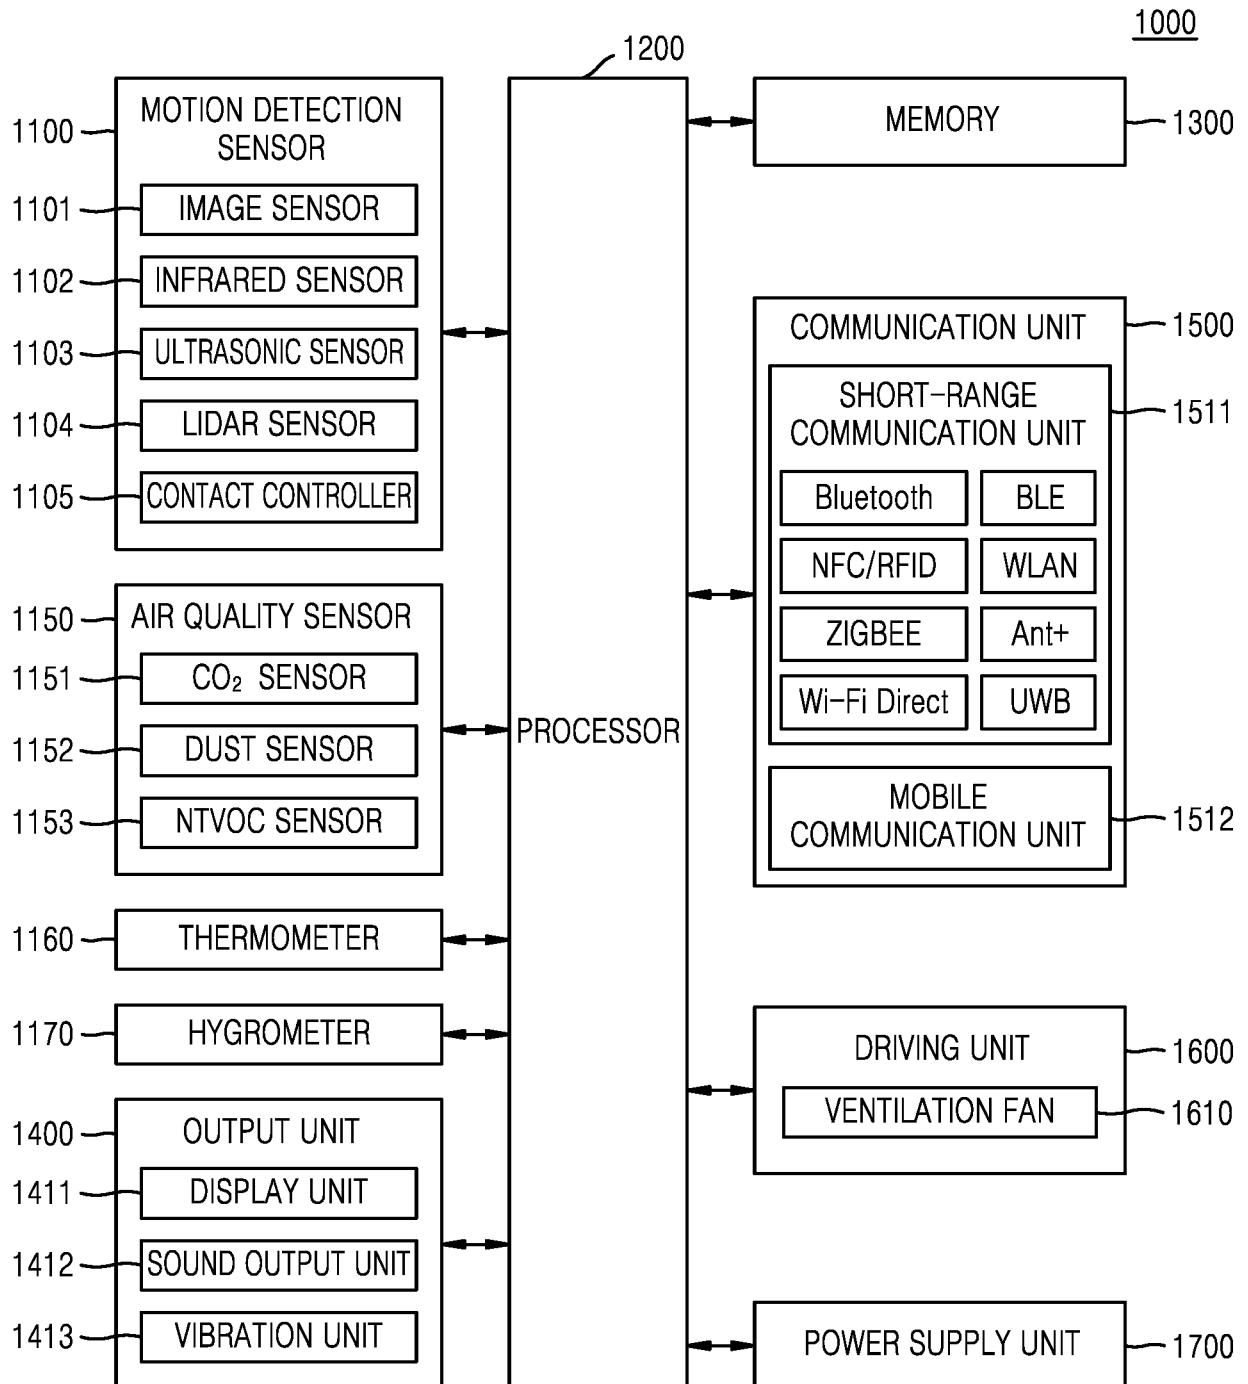 1000
1200
MOTION DETECTION
SENSOR
1100
1101
IMAGE SENSOR
1102
INFRARED SENSOR
1103
ULTRASONIC SENSOR
1104
LIDAR SENSOR
1105
CONTACT CONTROLLER
1150
AIR QUALITY SENSOR
1151
CO₂ SENSOR
1152
DUST SENSOR
1153
NTVOC SENSOR
1160
THERMOMETER
1170
HYGROMETER
1400
OUTPUT UNIT
1411
DISPLAY UNIT
1412
SOUND OUTPUT UNIT
1413
VIBRATION UNIT
PROCESSOR
MEMORY
1300
COMMUNICATION UNIT
1500
SHORT-RANGE
COMMUNICATION UNIT
1511
Bluetooth
BLE
NFC/RFID
WLAN
ZIGBEE
Ant+
Wi-Fi Direct
UWB
MOBILE
COMMUNICATION UNIT
1512
DRIVING UNIT
1600
VENTILATION FAN
1610
POWER SUPPLY UNIT
1700